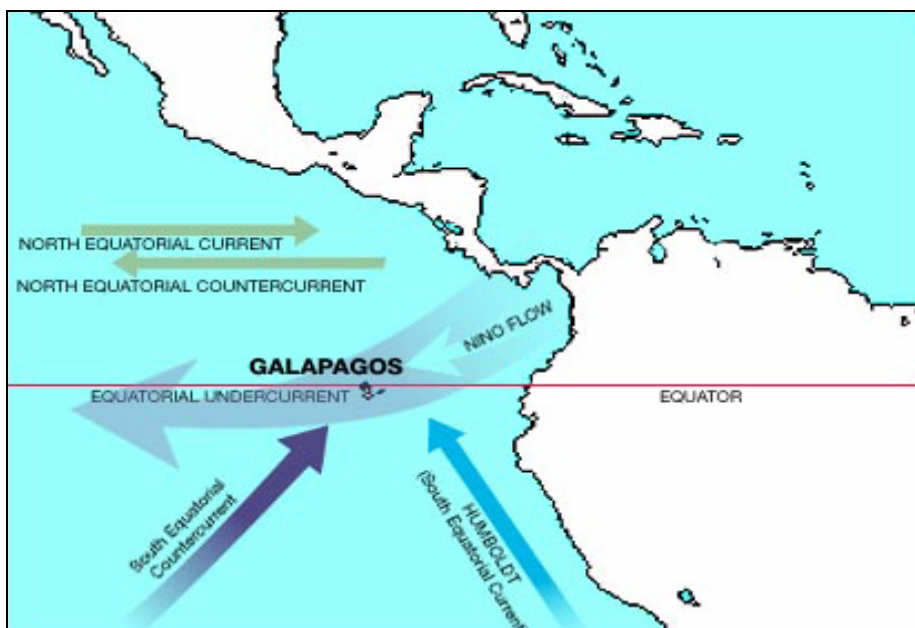 NORTH EQUATORIAL CURRENT
NORTH EQUATORIAL COUNTERCURRENT
NINO FLOW
GALAPAGOS
EQUATORIAL UNDERCURRENT
EQUATOR
South Equatorial
Countercurrent
HUMBOLDT
(South Equatorial Current)